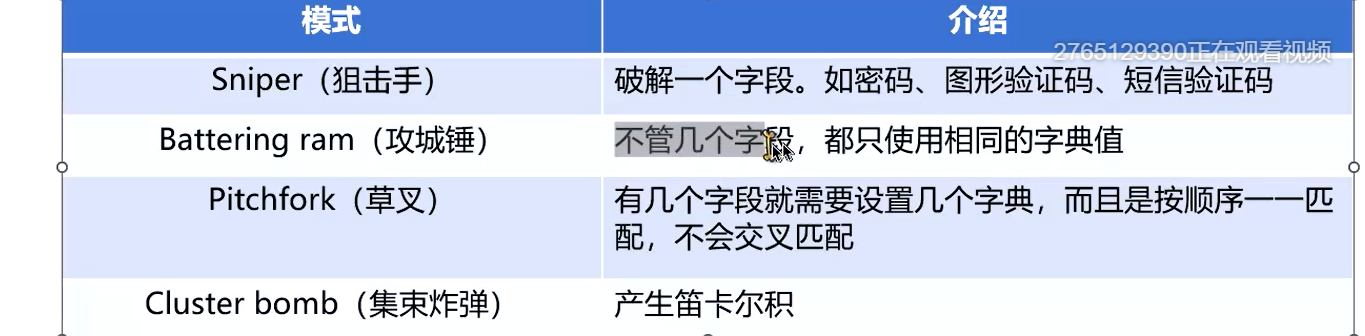 模式 介绍
2765129390正在观看视频
Sniper（狙击手） 破解一个字段。如密码、图形验证码、短信验证码
Battering ram（攻城锤） 不管几个字段，都只使用相同的字典值
Pitchfork（草叉） 有几个字段就需要设置几个字典，而且是按顺序一一匹
配，不会交叉匹配
Cluster bomb（集束炸弹） 产生笛卡尔积